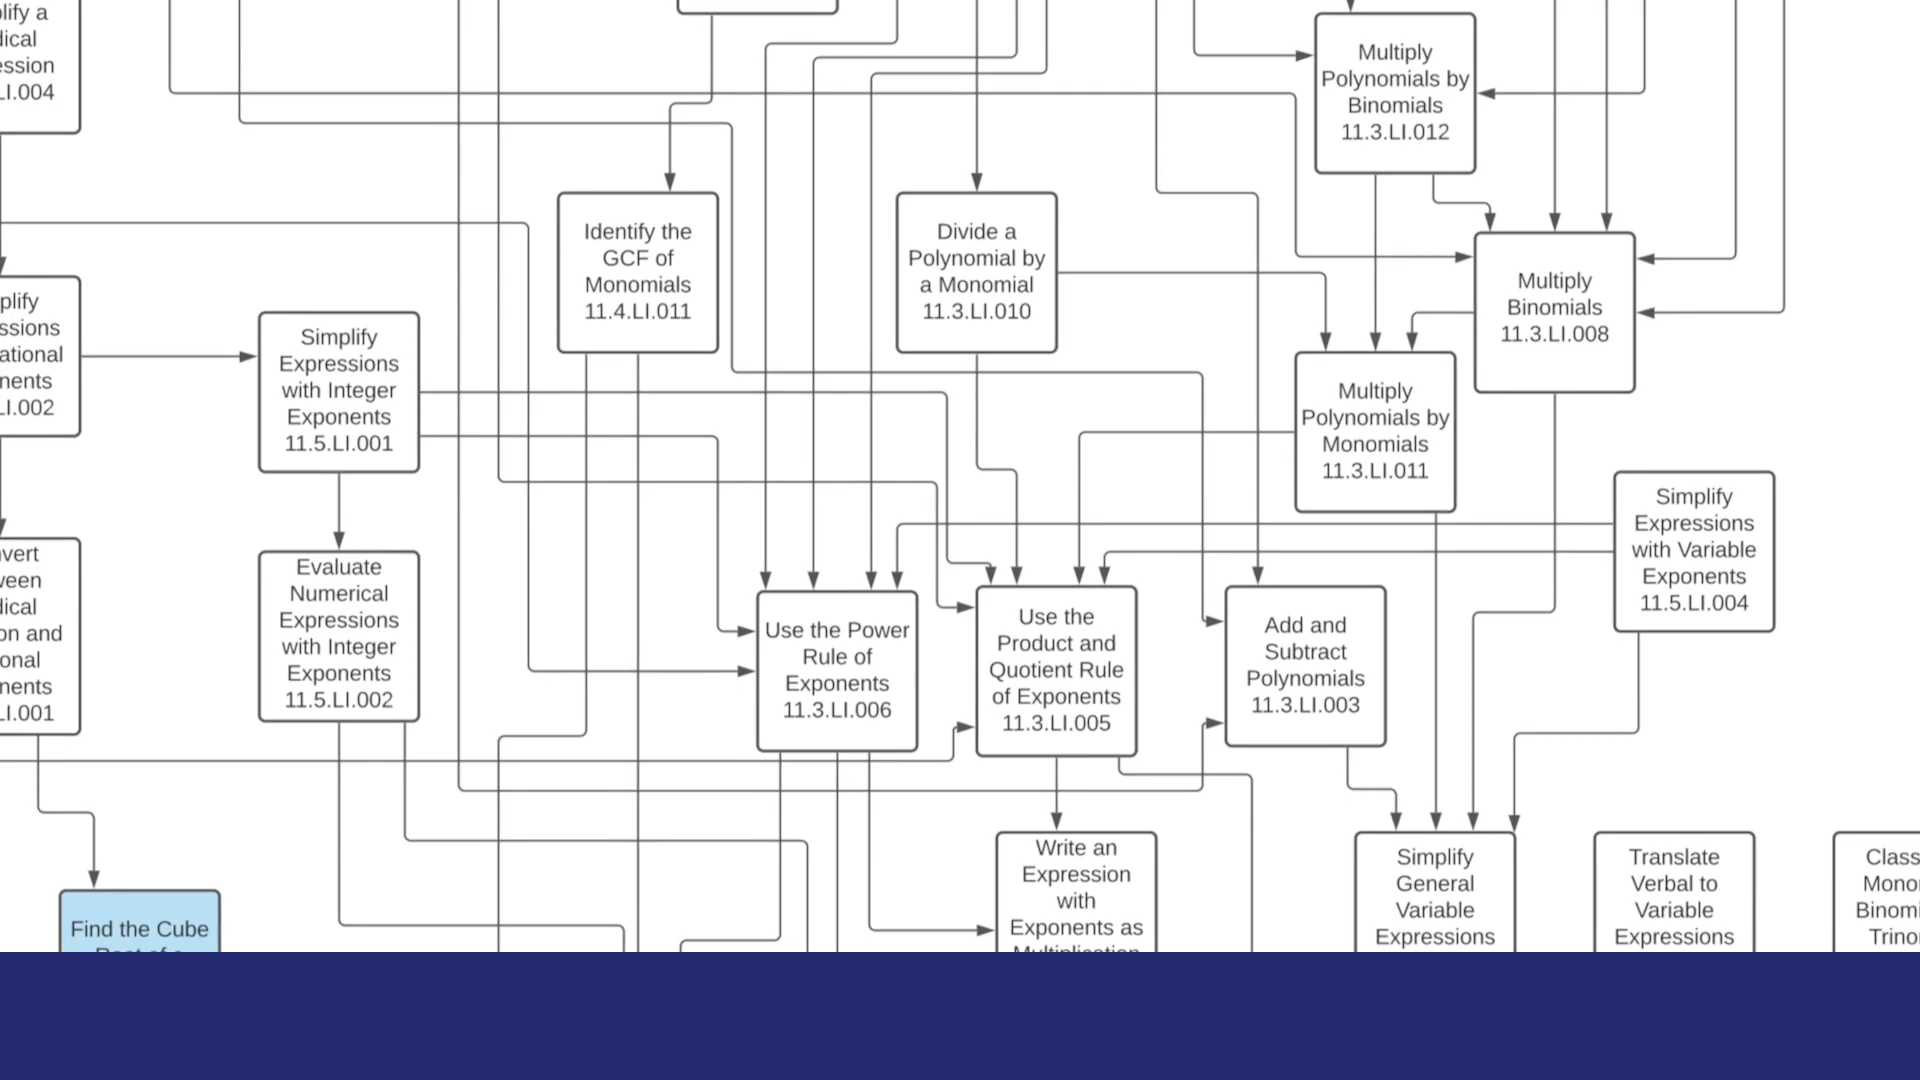 lify a
dical
ession
LI.004
Multiply
Polynomials by
Binomials
11.3.LI.012
Identify the
GCF of
Monomials
11.4.LI.011
Divide a
Polynomial by
a Monomial
11.3.LI.010
Multiply
Binomials
11.3.LI.008
plify
ssions
ational
nents
LI.002
Simplify
Expressions
with Integer
Exponents
11.5.LI.001
Multiply
Polynomials by
Monomials
11.3.LI.011
Simplify
Expressions
with Variable
Exponents
11.5.LI.004
nvert
ween
dical
on and
onal
nents
LI.001
Evaluate
Numerical
Expressions
with Integer
Exponents
11.5.LI.002
Use the Power
Rule of
Exponents
11.3.LI.006
Use the
Product and
Quotient Rule
of Exponents
11.3.LI.005
Add and
Subtract
Polynomials
11.3.LI.003
Find the Cube
Root of a
Write an
Expression
with
Exponents as
Multiplication
Simplify
General
Variable
Expressions
Translate
Verbal to
Variable
Expressions
Class
Mono
Binomi
Trino